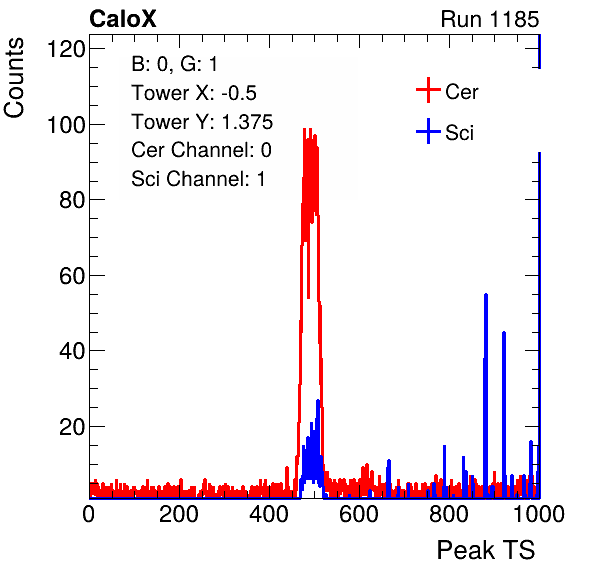 CaloX Run 1185
Counts
120
100
80
60
40
20
B: 0, G: 1
Tower X: -0.5
Tower Y: 1.375
Cer Channel: 0
Sci Channel: 1
Cer
Sci
0 200 400 600 800 1000
Peak TS